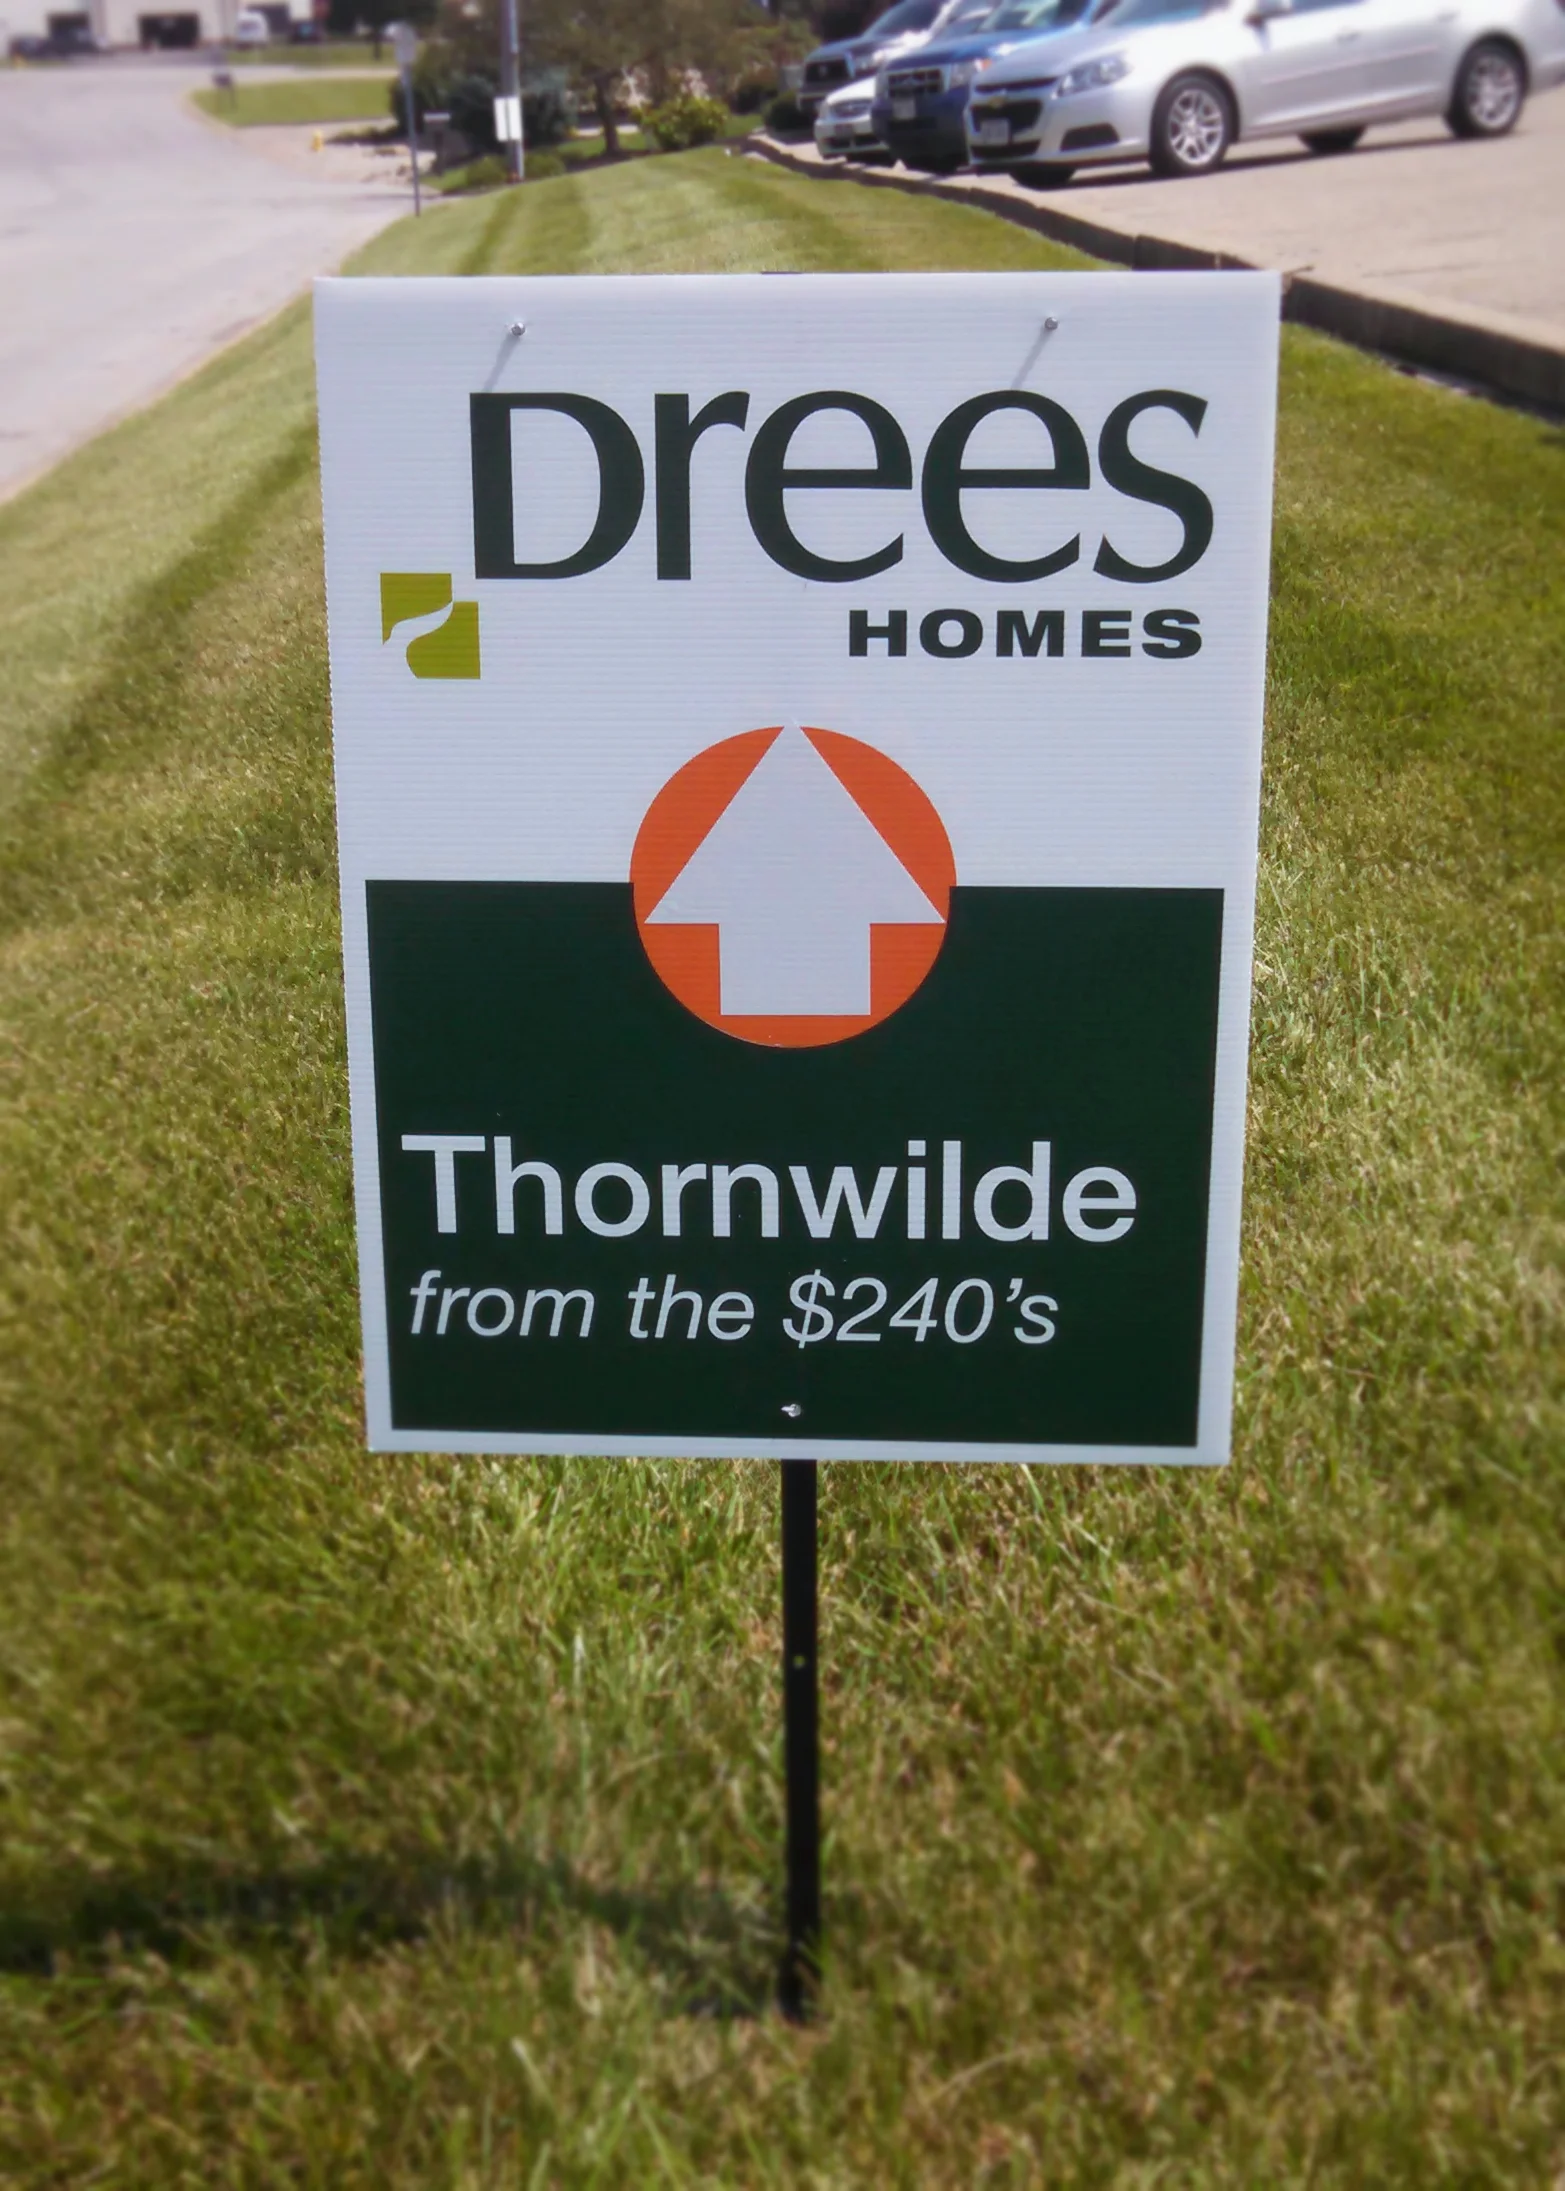 Drees
HOMES
Thornwilde
from the $240's